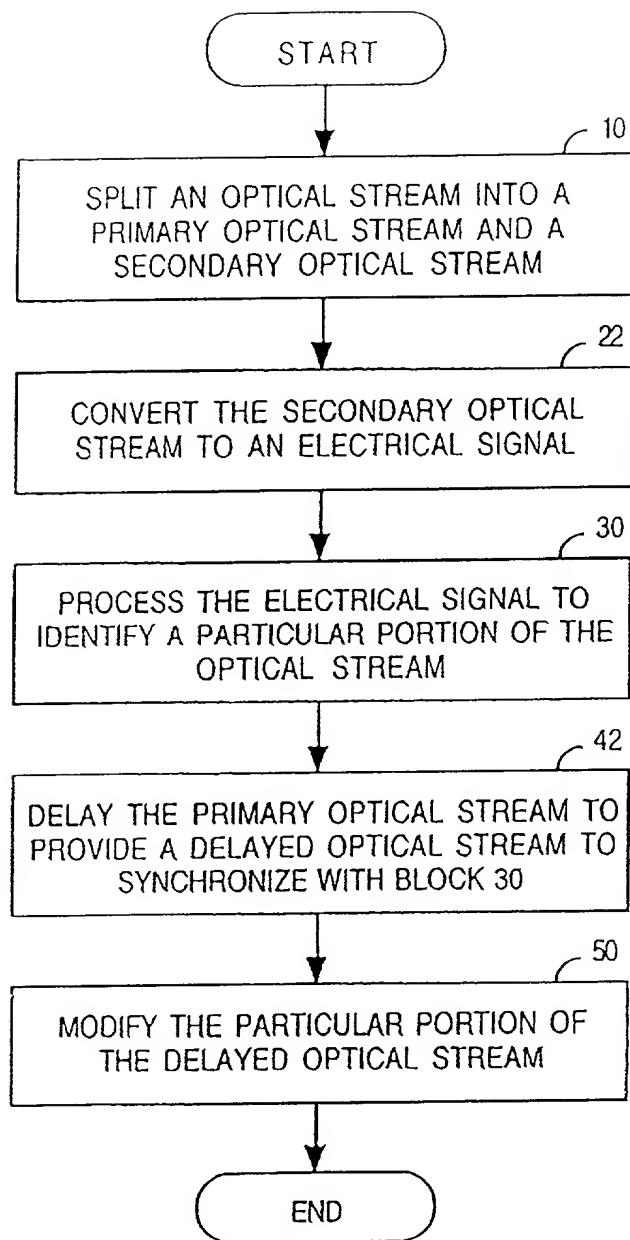 START
10
SPLIT AN OPTICAL STREAM INTO A
PRIMARY OPTICAL STREAM AND A
SECONDARY OPTICAL STREAM
22
CONVERT THE SECONDARY OPTICAL
STREAM TO AN ELECTRICAL SIGNAL
30
PROCESS THE ELECTRICAL SIGNAL TO
IDENTIFY A PARTICULAR PORTION OF THE
OPTICAL STREAM
42
DELAY THE PRIMARY OPTICAL STREAM TO
PROVIDE A DELAYED OPTICAL STREAM TO
SYNCHRONIZE WITH BLOCK 30
50
MODIFY THE PARTICULAR PORTION OF
THE DELAYED OPTICAL STREAM
END